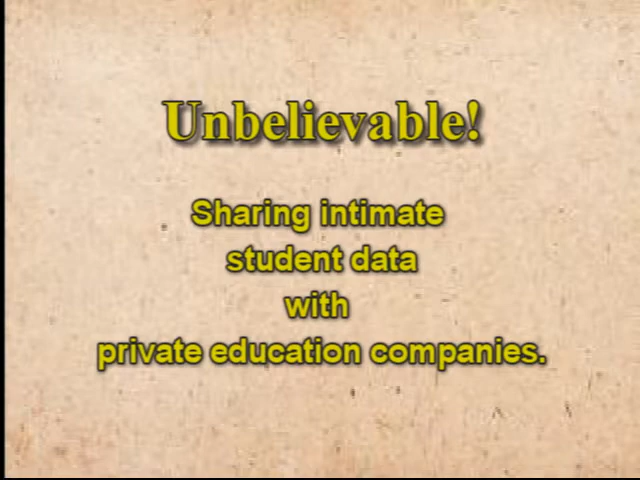 Unbelievable!
Sharing intimate
student data
with
private education companies.